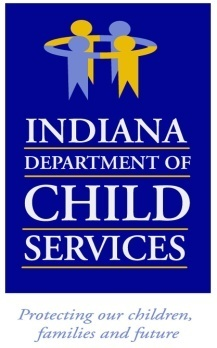 INDIANA
DEPARTMENT OF
CHILD
SERVICES
Protecting our children,
families and future